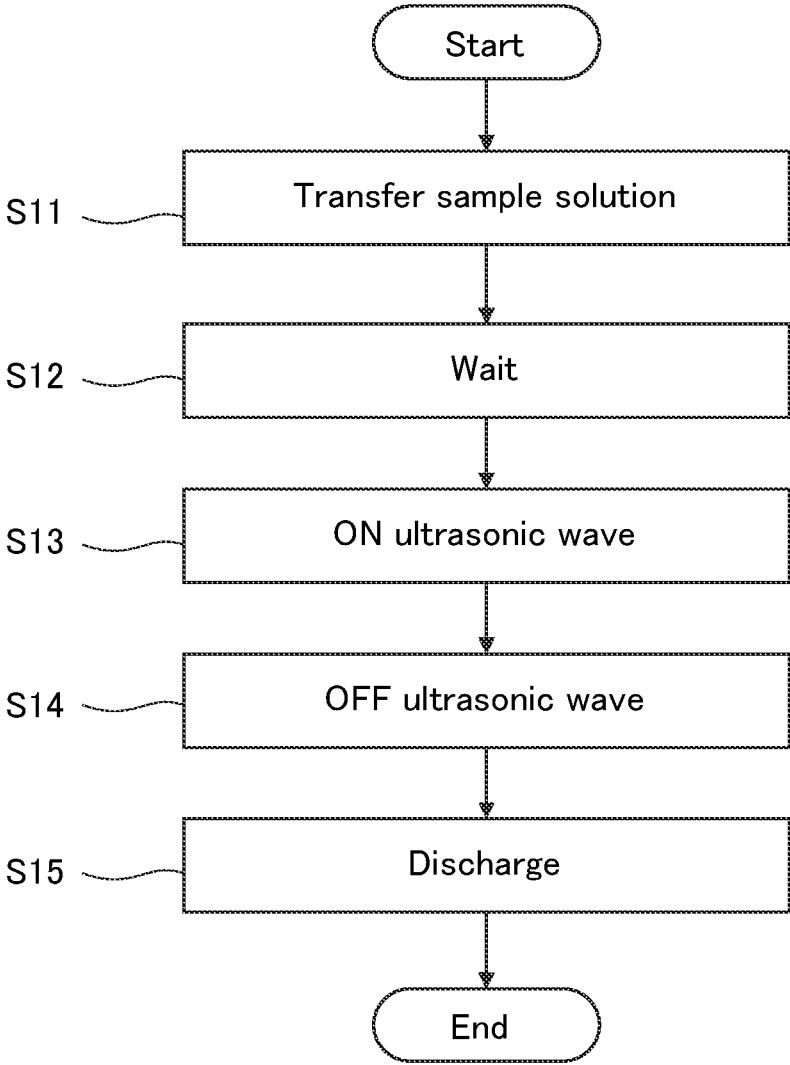 Start
Transfer sample solution
S11
Wait
S12
ON ultrasonic wave
S13
OFF ultrasonic wave
S14
Discharge
S15
End